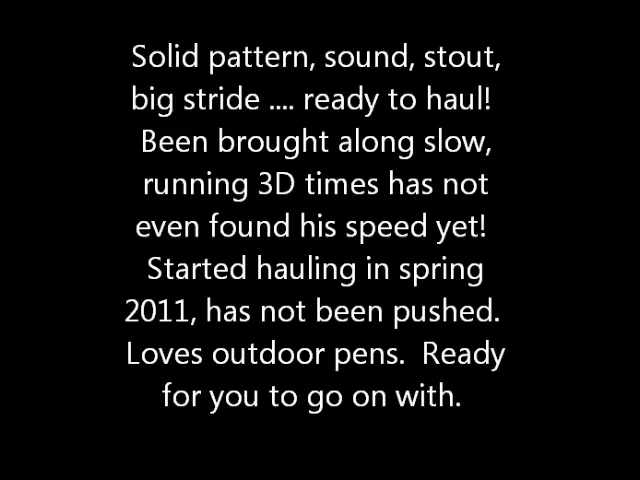 Solid pattern, sound, stout,
big stride .... ready to haul!
Been brought along slow,
running 3D times has not
even found his speed yet!
Started hauling in spring
2011, has not been pushed.
Loves outdoor pens.  Ready
for you to go on with.